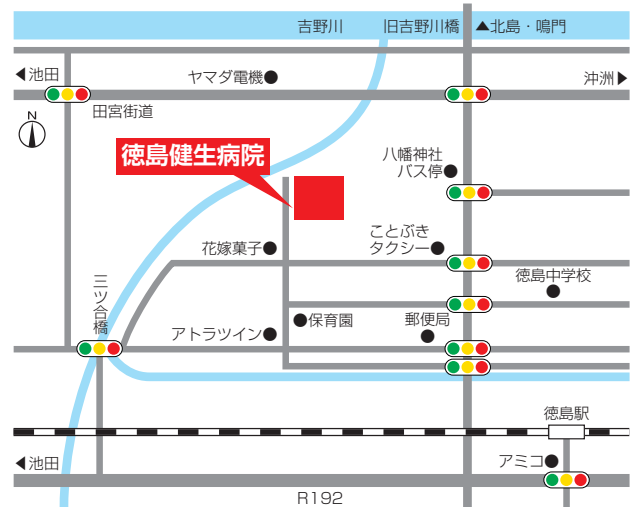 吉野川
旧吉野川橋
▲北島・鳴門
◀池田
ヤマダ電機●
沖洲▶
田宮街道
N
徳島健生病院
八幡神社
バス停●
花嫁菓子●
ことぶき
タクシー●
徳島中学校
三ツ合橋
アトラツイン●
●保育園
郵便局
徳島駅
◀池田
アミコ●
R192